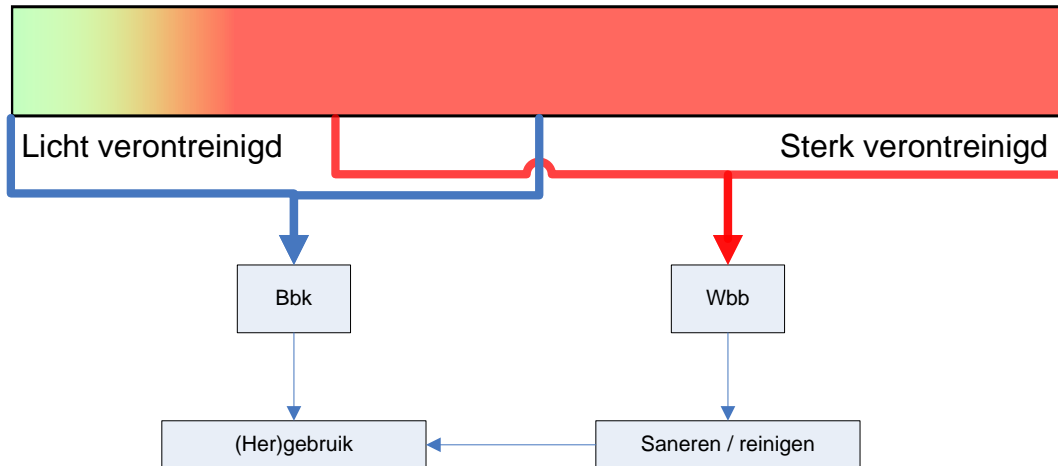 Licht verontreinigd
Sterk verontreinigd
Bbk
Wbb
(Her)gebruik
Saneren / reinigen